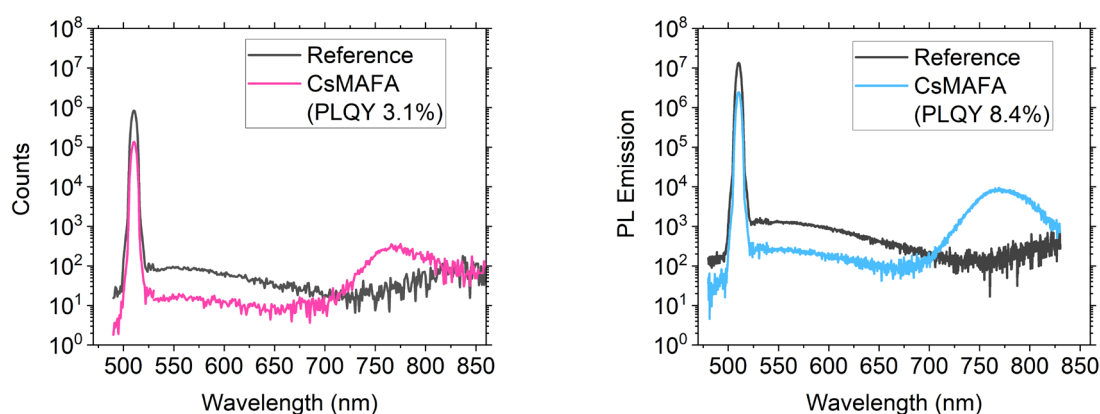 10⁸
10⁷
10⁶
10⁵
10⁴
10³
10²
10¹
10⁰
Counts
Reference
CsMAFA
(PLQY 3.1%)
500 550 600 650 700 750 800 850
Wavelength (nm)
10⁸
10⁷
10⁶
10⁵
10⁴
10³
10²
10¹
10⁰
PL Emission
Reference
CsMAFA
(PLQY 8.4%)
500 550 600 650 700 750 800 850
Wavelength (nm)